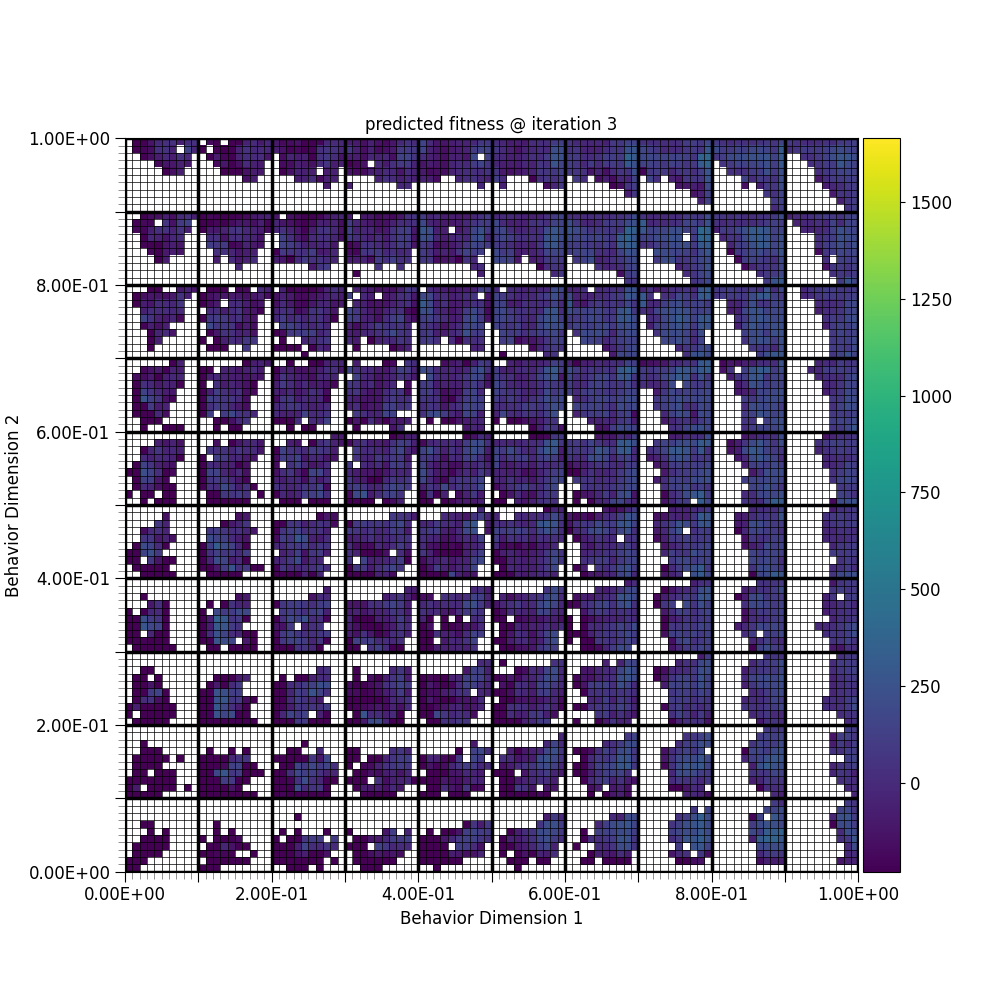 predicted fitness @ iteration 3
1.00E+00
8.00E-01
6.00E-01
4.00E-01
2.00E-01
0.00E+00
Behavior Dimension 2
0.00E+00 2.00E-01 4.00E-01 6.00E-01 8.00E-01 1.00E+00
Behavior Dimension 1
1500
1250
1000
750
500
250
0